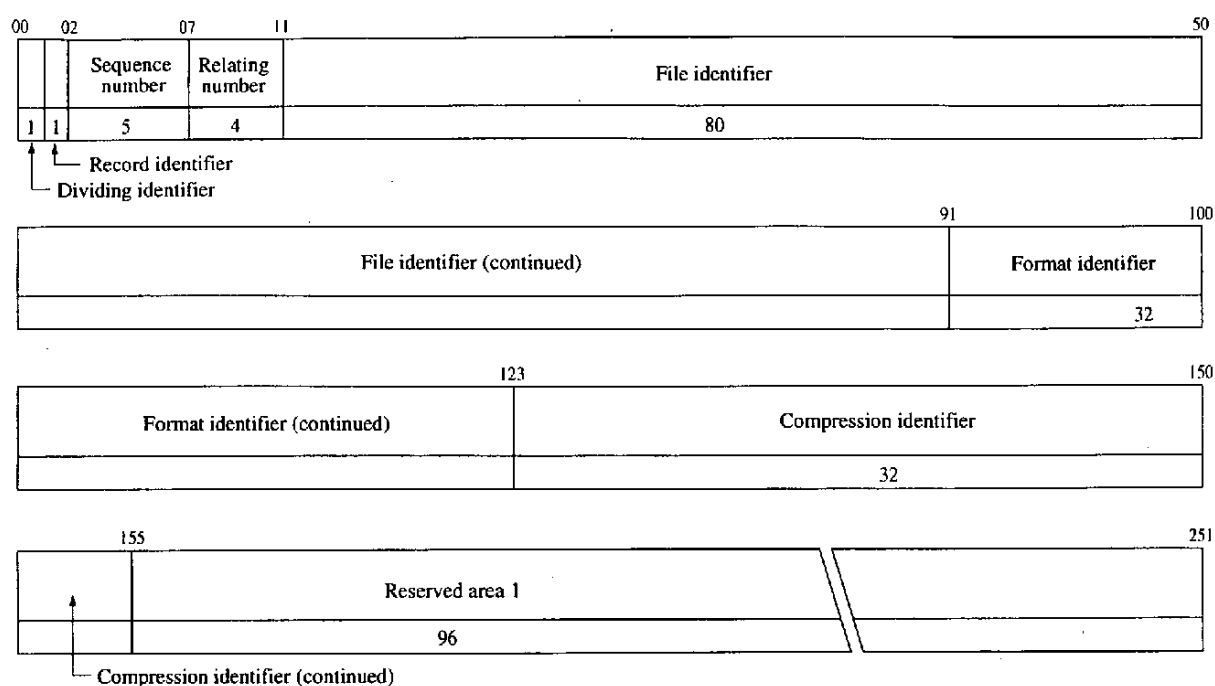 00 02 07 11 50
Sequence number Relating number File identifier
1 1 5 4 80
Record identifier
Dividing identifier
91 100
File identifier (continued) Format identifier
32
123 150
Format identifier (continued) Compression identifier
32
155 251
Reserved area 1
96
Compression identifier (continued)